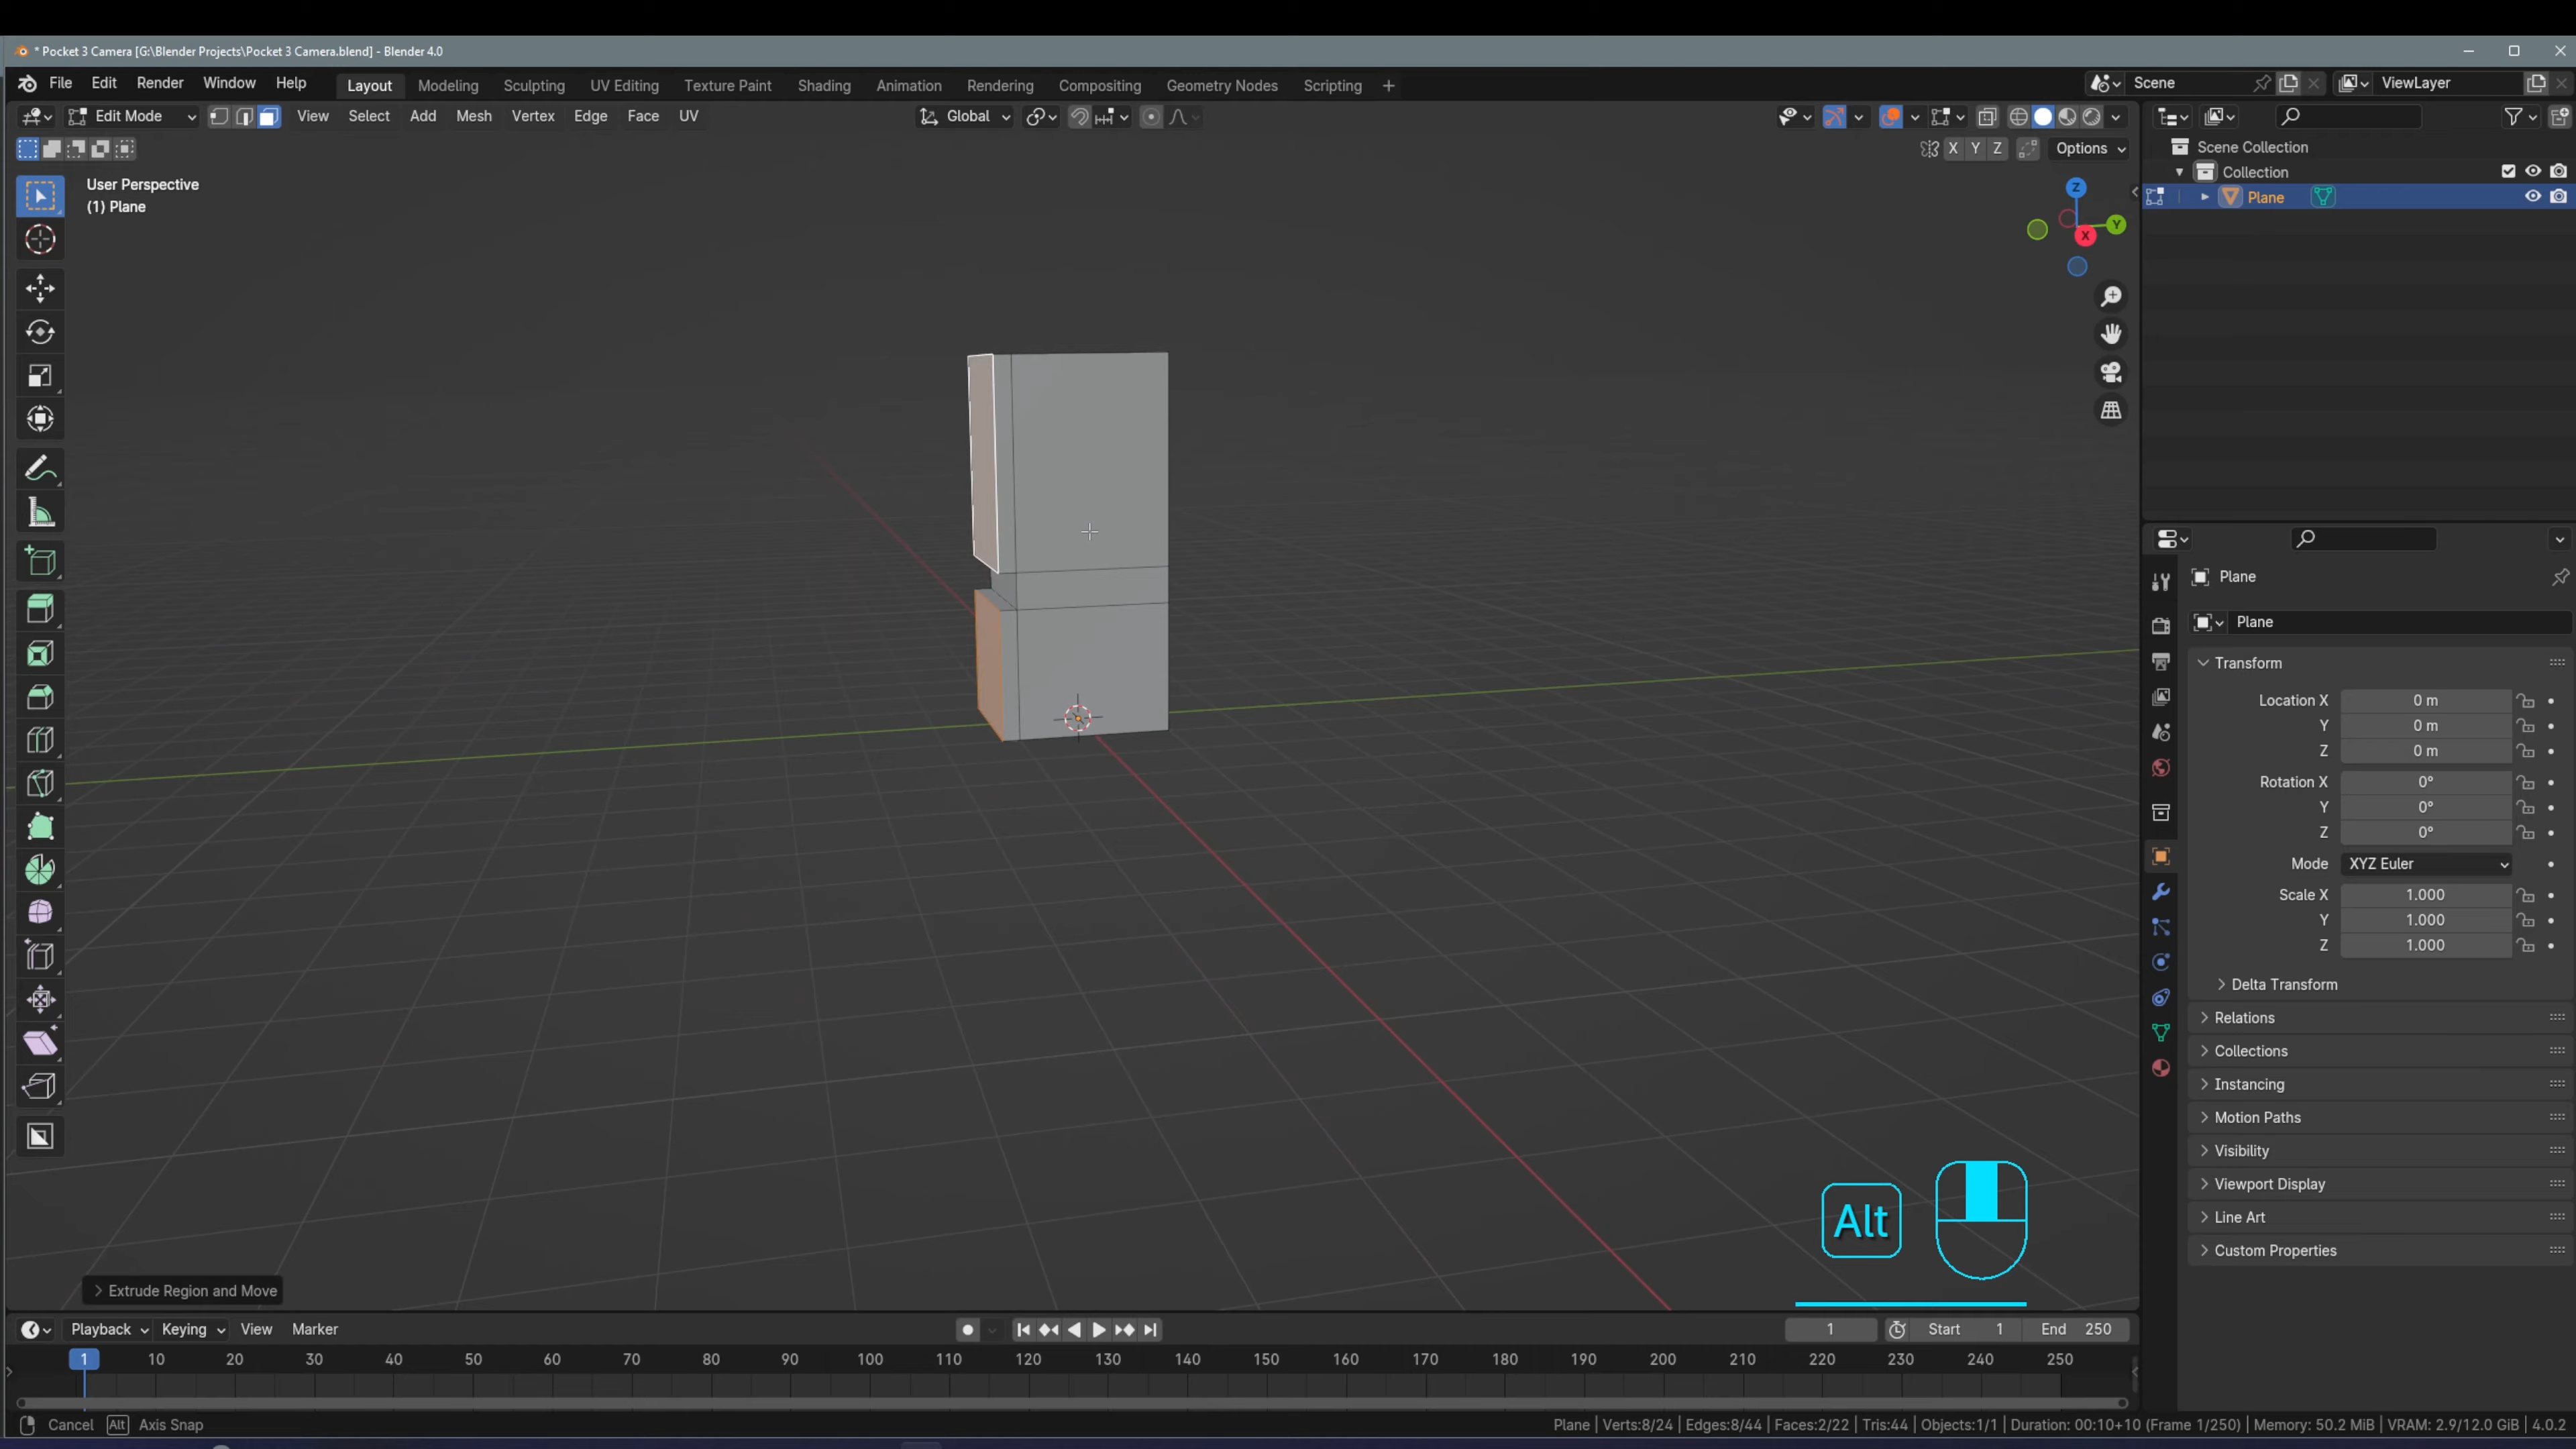 * Pocket 3 Camera [G:\Blender Projects\Pocket 3 Camera.blend] - Blender 4.0
File Edit Render Window Help Layout Modeling Sculpting UV Editing Texture Paint Shading Animation Rendering Compositing Geometry Nodes Scripting + Scene ViewLayer
Edit Mode View Select Add Mesh Vertex Edge Face UV Global
X Y Z Options
User Perspective
(1) Plane
Z
Y
X
Scene Collection
Collection
Plane
Plane
Plane
Transform
Location X 0 m
Y 0 m
Z 0 m
Rotation X 0°
Y 0°
Z 0°
Mode XYZ Euler
Scale X 1.000
Y 1.000
Z 1.000
Delta Transform
Relations
Collections
Instancing
Motion Paths
Visibility
Viewport Display
Line Art
Custom Properties
Alt
Extrude Region and Move
Playback Keying View Marker 1 Start 1 End 250
1 10 20 30 40 50 60 70 80 90 100 110 120 130 140 150 160 170 180 190 200 210 220 230 240 250
Cancel Alt Axis Snap
Plane | Verts:8/24 | Edges:8/44 | Faces:2/22 | Tris:44 | Objects:1/1 | Duration: 00:10+10 (Frame 1/250) | Memory: 50.2 MiB | VRAM: 2.9/12.0 GiB | 4.0.2